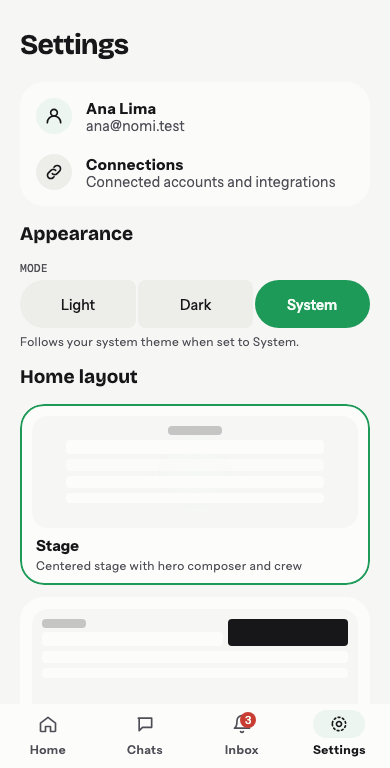 Settings
Ana Lima
ana@nomi.test
Connections
Connected accounts and integrations
Appearance
MODE
Light
Dark
System
Follows your system theme when set to System.
Home layout
Stage
Centered stage with hero composer and crew
3
Home
Chats
Inbox
Settings